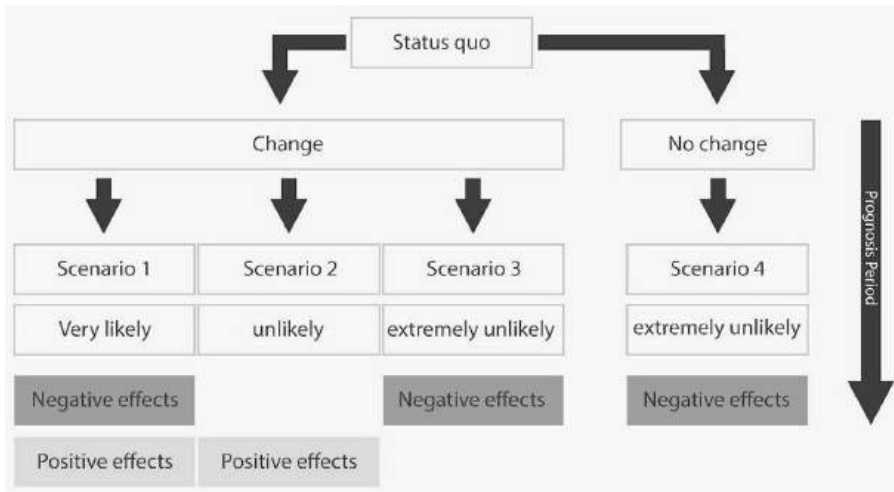 Status quo
Change
No change
Prognosis Period
Scenario 1
Scenario 2
Scenario 3
Scenario 4
Very likely
unlikely
extremely unlikely
extremely unlikely
Negative effects
Negative effects
Negative effects
Positive effects
Positive effects